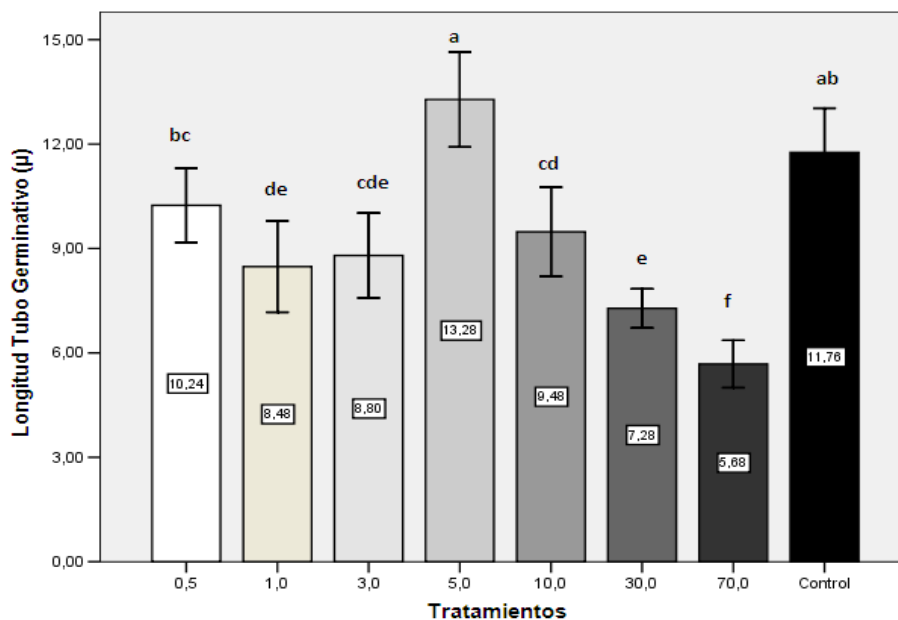 Longitud Tubo Germinativo (µ)
15,00
12,00
9,00
6,00
3,00
0,00
bc
de
cde
a
cd
e
f
ab
10,24
8,48
8,80
13,28
9,48
7,28
5,68
11,76
0,5
1,0
3,0
5,0
10,0
30,0
70,0
Control
Tratamientos